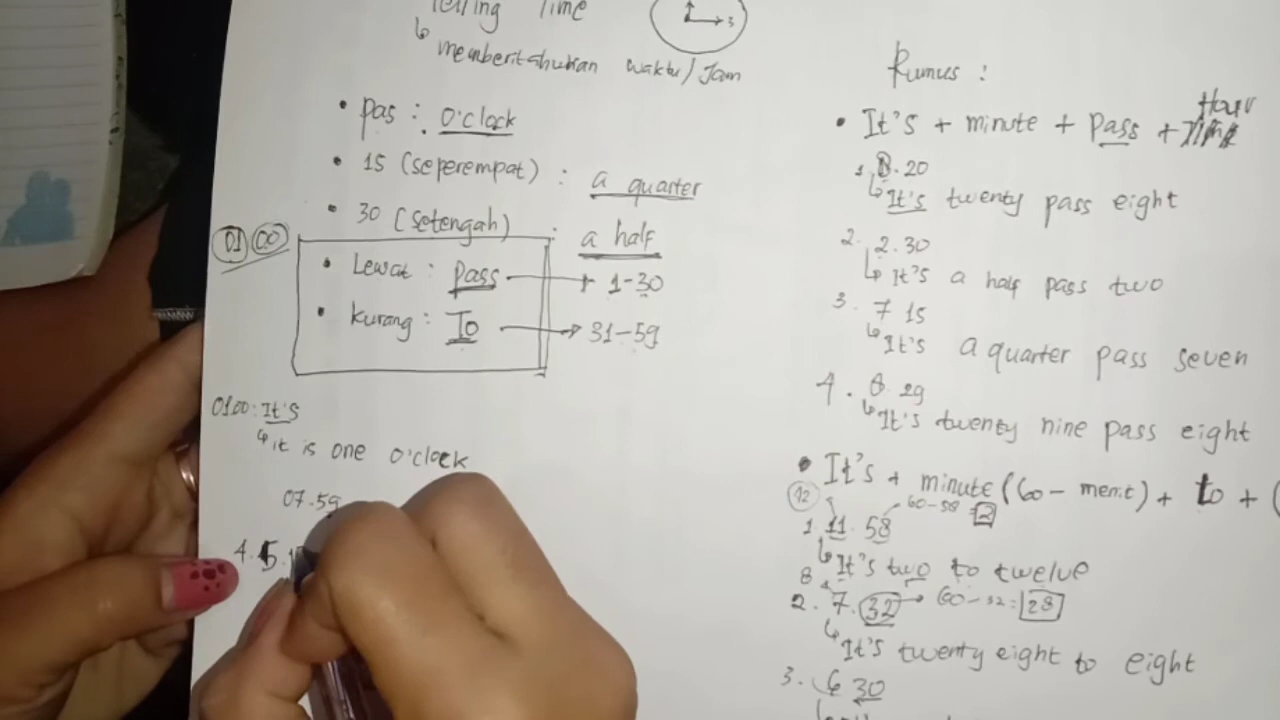 Telling Time
↳ memberitahukan waktu/Jam
3
• pas : o'clock
• 15 (seperempat) : a quarter
• 30 (setengah) : a half
01 00
• Lewat : pass → 1-30
• kurang : To → 31-59
01.00 : It's
↳ it is one o'clock
07.59
4. 5.1
Rumus :
• It's + minute + pass + Hour
1. 8.20
↳ It's twenty pass eight
2. 2.30
↳ It's a half pass two
3. 7 15
↳ It's a quarter pass seven
4. 8.29
↳ It's twenty nine pass eight
• It's + minute (60 - menit) + to + (
12
1. 11.58 60-58=2
↳ It's two to twelve
8
2. 7.32 → 60-32=28
↳ It's twenty eight to eight
3. 6 30